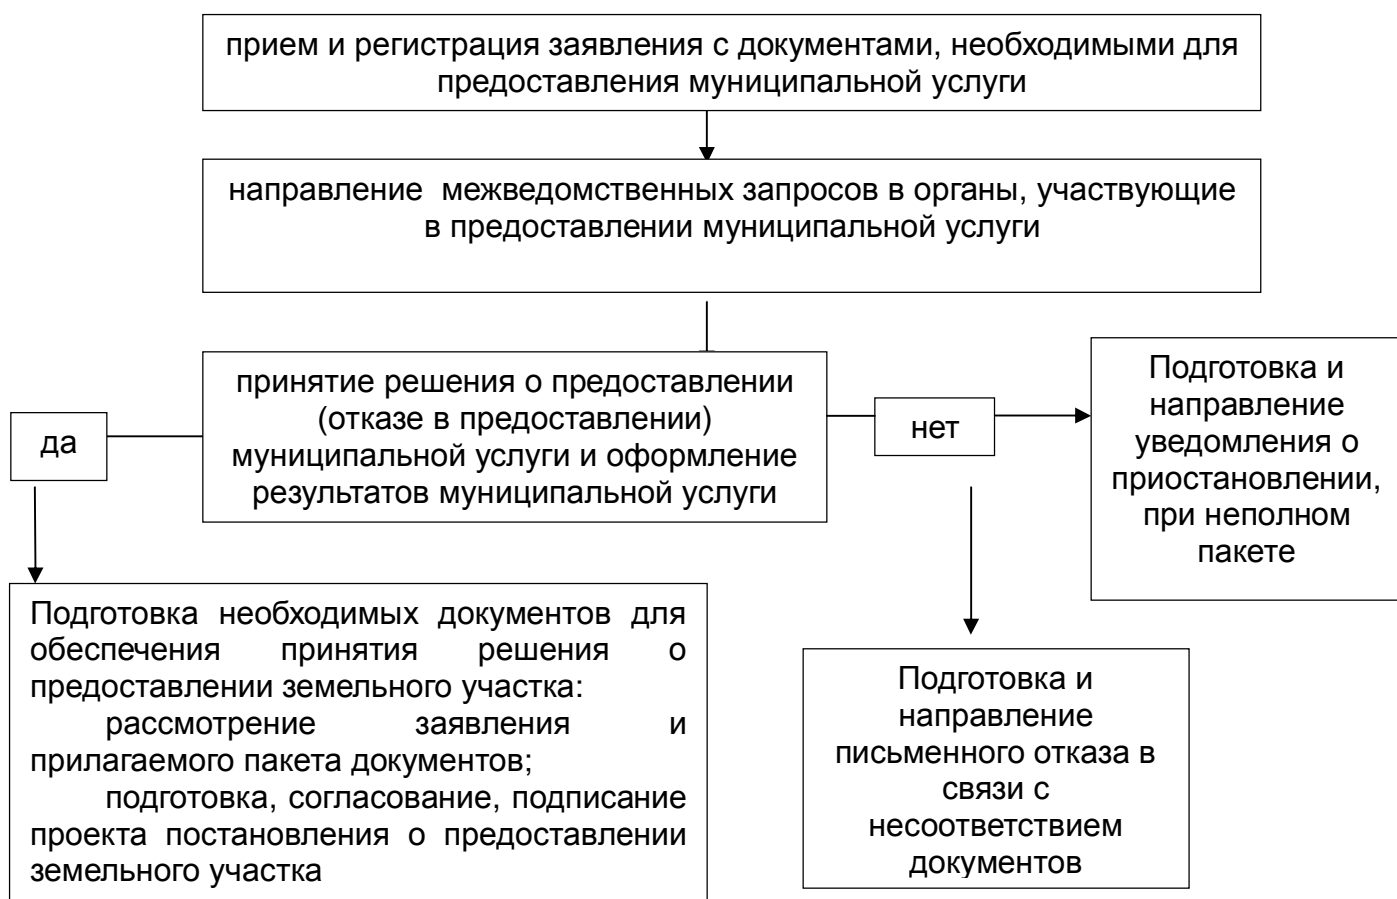 прием и регистрация заявления с документами, необходимыми для
предоставления муниципальной услуги
направление межведомственных запросов в органы, участвующие
в предоставлении муниципальной услуги
принятие решения о предоставлении
(отказе в предоставлении)
муниципальной услуги и оформление
результатов муниципальной услуги
да
нет
Подготовка и
направление
уведомления о
приостановлении,
при неполном
пакете
Подготовка необходимых документов для
обеспечения принятия решения о
предоставлении земельного участка:
рассмотрение заявления и
прилагаемого пакета документов;
подготовка, согласование, подписание
проекта постановления о предоставлении
земельного участка
Подготовка и
направление
письменного отказа в
связи с
несоответствием
документов